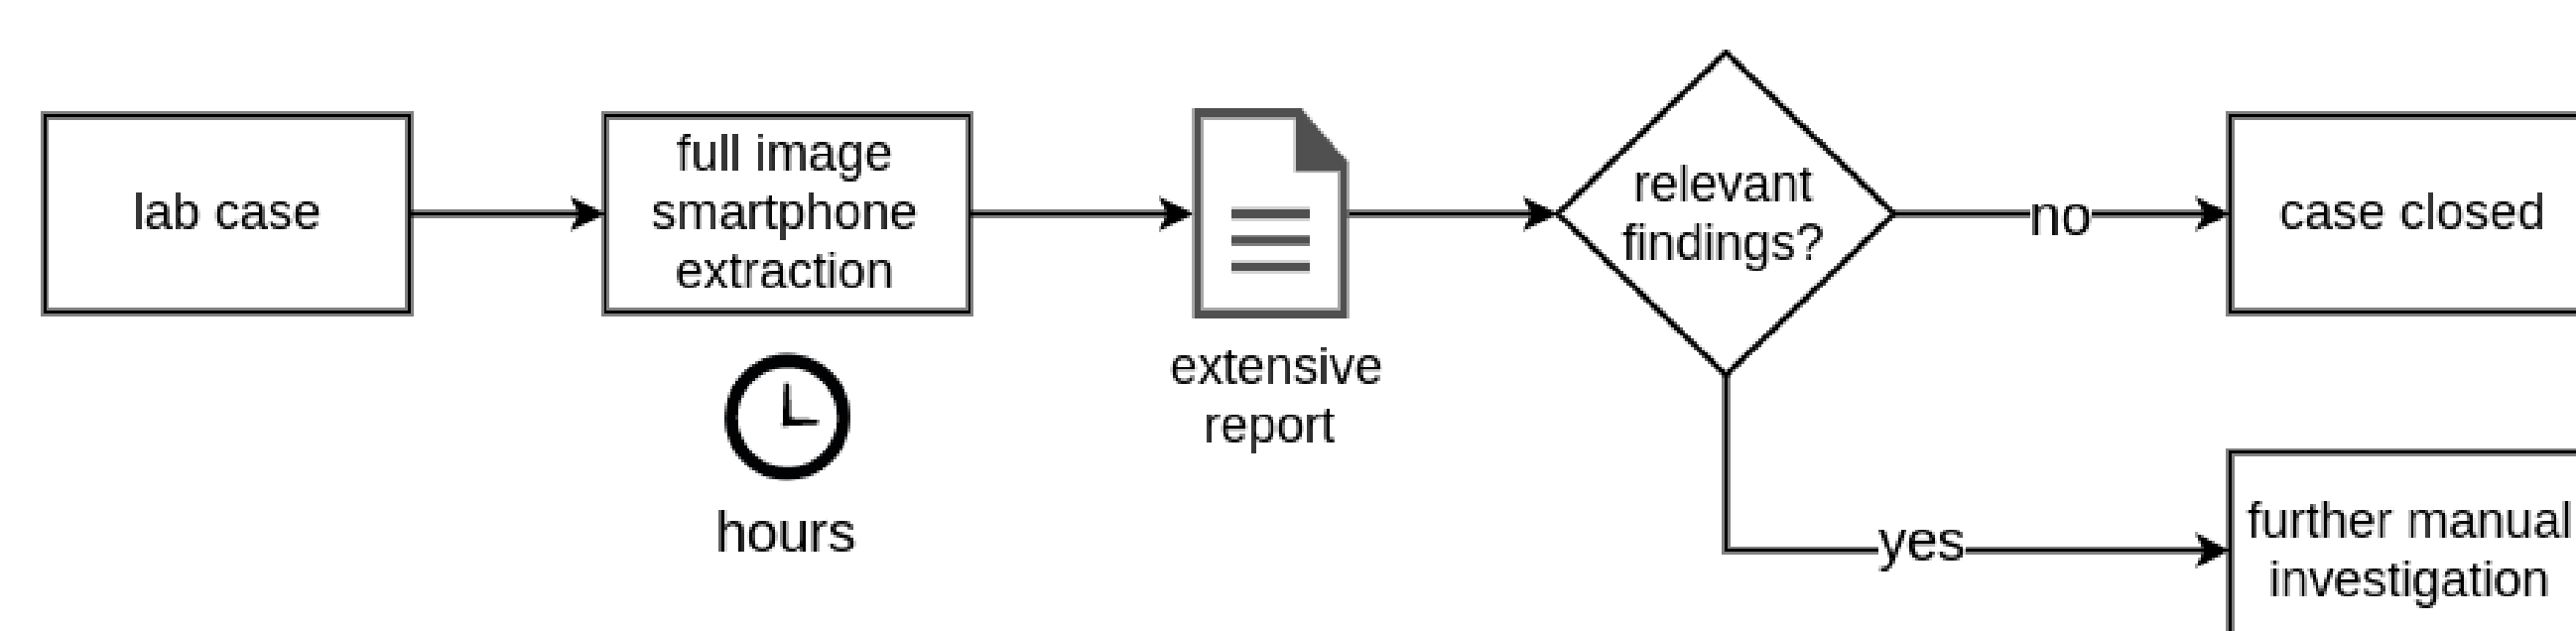 lab case
full image
smartphone
extraction
hours
extensive
report
relevant
findings?
no
case closed
yes
further manual
investigation